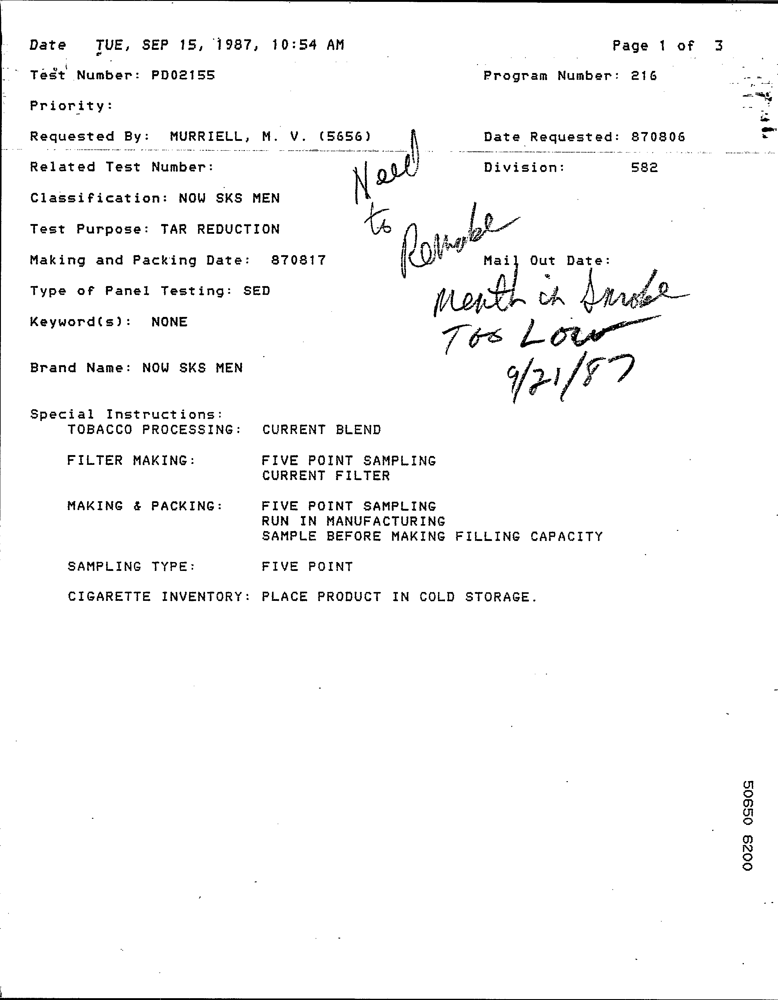 Date TUE, SEP 15, 1987, 10:54 AM Page 1 of 3
Test Number: PD02155 Program Number: 216
Priority:
Requested By: MURRIELL, M. V. (5656) Date Requested: 870806
Related Test Number: Division: 582
Classification: NOW SKS MEN
Test Purpose: TAR REDUCTION
Making and Packing Date: 870817 Mail Out Date:
Type of Panel Testing: SED
Keyword(s): NONE
Need
to
Remake
Menth in Smoke
Too Low
9/21/87
Brand Name: NOW SKS MEN
Special Instructions:
TOBACCO PROCESSING: CURRENT BLEND
FILTER MAKING: FIVE POINT SAMPLING
CURRENT FILTER
MAKING & PACKING: FIVE POINT SAMPLING
RUN IN MANUFACTURING
SAMPLE BEFORE MAKING FILLING CAPACITY
SAMPLING TYPE: FIVE POINT
CIGARETTE INVENTORY: PLACE PRODUCT IN COLD STORAGE.
50650 6200